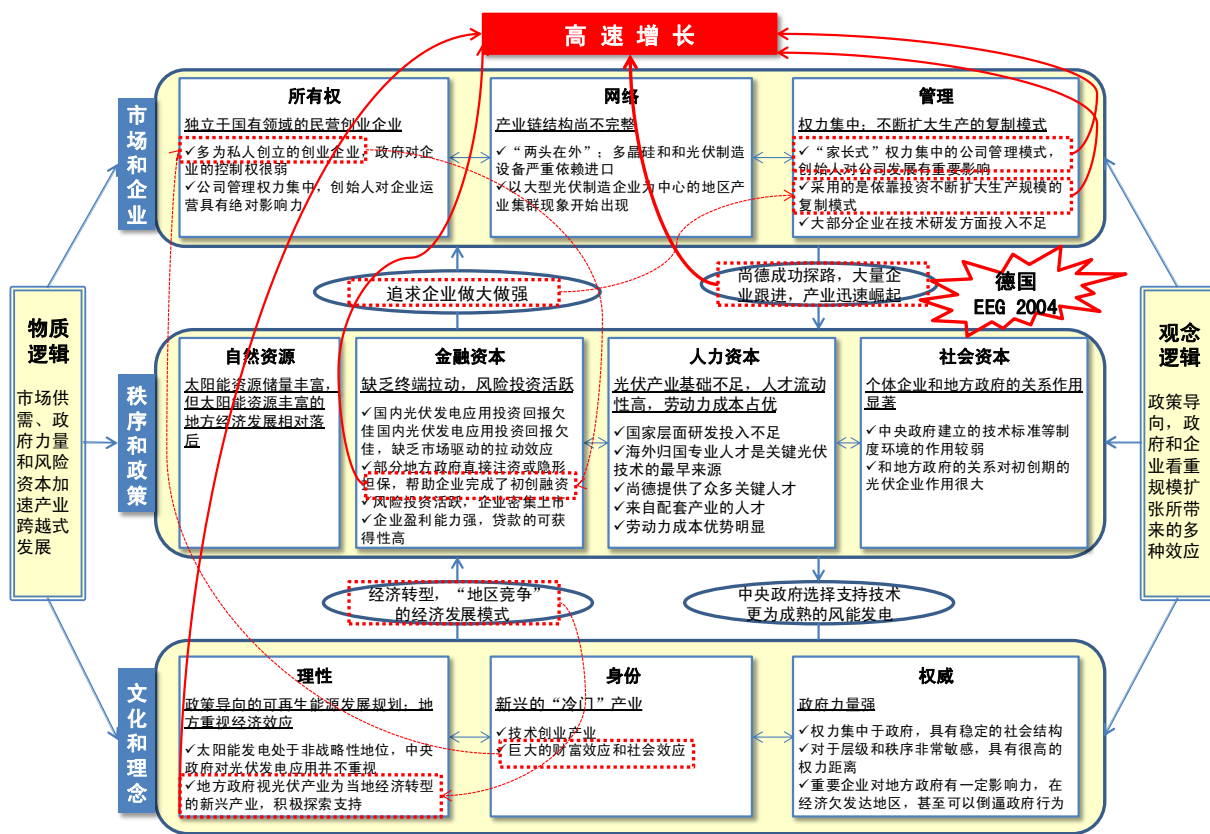 高 速 增 长
市场和企业
所有权
独立于国有领域的民营创业企业
✓多为私人创立的创业企业，政府对企
业的控制权很弱
✓公司管理权力集中，创始人对企业运
营具有绝对影响力
网络
产业链结构尚不完整
✓“两头在外”；多晶硅和和光伏制造
设备严重依赖进口
✓以大型光伏制造企业为中心的地区产
业集群现象开始出现
管理
权力集中；不断扩大生产的复制模式
✓“家长式”权力集中的公司管理模式，
创始人对公司发展有重要影响
✓采用的是依靠投资不断扩大生产规模的
复制模式
✓大部分企业在技术研发方面投入不足
追求企业做大做强
尚德成功探路，大量企
业跟进，产业迅速崛起
德国
EEG 2004
物质
逻辑
市场供
需、政
府力量
和风险
资本加
速产业
跨越式
发展
秩序和政策
自然资源
太阳能资源储量丰富，
但太阳能资源丰富的
地方经济发展相对落
后
金融资本
缺乏终端拉动，风险投资活跃
✓国内光伏发电应用投资回报欠
佳国内光伏发电应用投资回报欠
佳，缺乏市场驱动的拉动效应
✓部分地方政府直接注资或隐形
担保，帮助企业完成了初创融资
✓风险投资活跃，企业密集上市
✓企业盈利能力强，贷款的可获
得性高
人力资本
光伏产业基础不足，人才流动
性高，劳动力成本占优
✓国家层面研发投入不足
✓海外归国专业人才是关键光伏
技术的最早来源
✓尚德提供了众多关键人才
✓来自配套产业的人才
✓劳动力成本优势明显
社会资本
个体企业和地方政府的关系作用
显著
✓中央政府建立的技术标准等制
度环境的作用较弱
✓和地方政府的关系对初创期的
光伏企业作用很大
观念
逻辑
政策导
向，政
府和企
业看重
规模扩
张所带
来的多
种效应
经济转型，“地区竞争”
的经济发展模式
中央政府选择支持技术
更为成熟的风能发电
文化和理念
理性
政策导向的可再生能源发展规划；地
方重视经济效应
✓太阳能发电处于非战略性地位，中央
政府对光伏发电应用并不重视
✓地方政府视光伏产业为当地经济转型
的新兴产业，积极探索支持
身份
新兴的“冷门”产业
✓技术创业产业
✓巨大的财富效应和社会效应
权威
政府力量强
✓权力集中于政府，具有稳定的社会结构
✓对于层级和秩序非常敏感，具有很高的
权力距离
✓重要企业对地方政府有一定影响力，在
经济欠发达地区，甚至可以倒逼政府行为